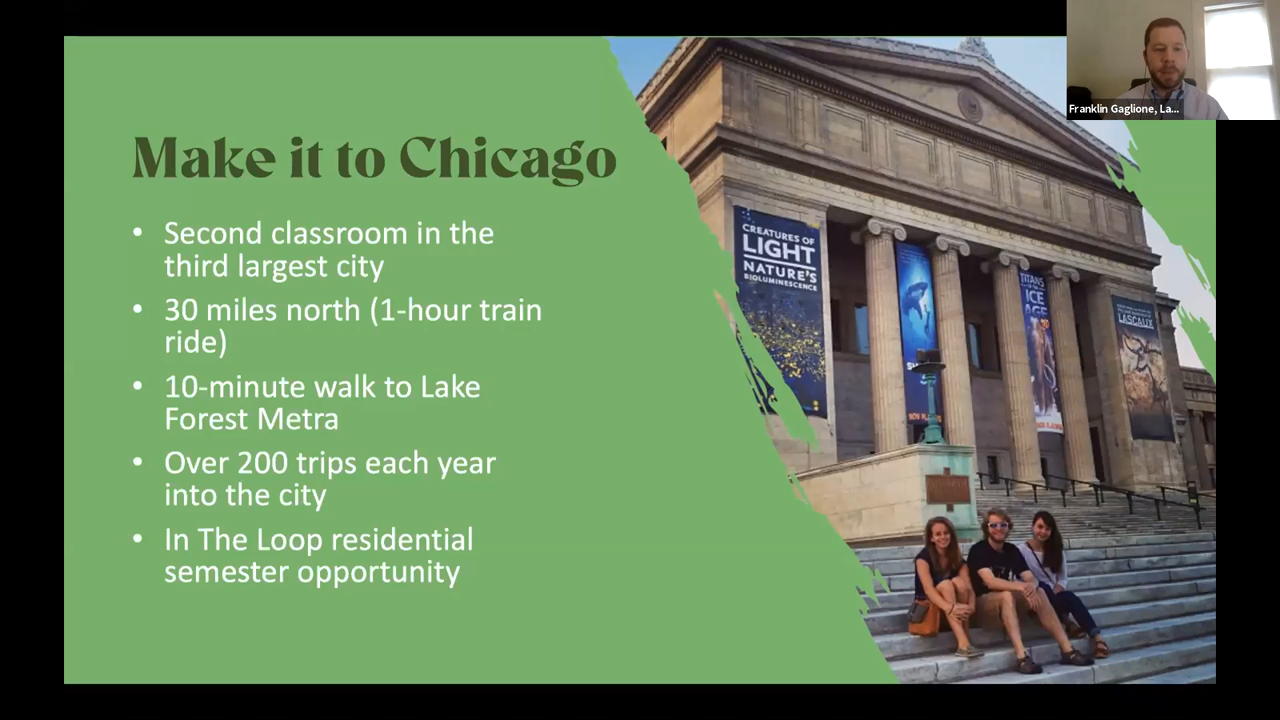 Franklin Gaglione, La...
Make it to Chicago
• Second classroom in the
third largest city
• 30 miles north (1-hour train
ride)
• 10-minute walk to Lake
Forest Metra
• Over 200 trips each year
into the city
• In The Loop residential
semester opportunity
CREATURES OF
LIGHT
NATURE'S
BIOLUMINESCENCE
TITANS
ICE
AGE
LASCAUX